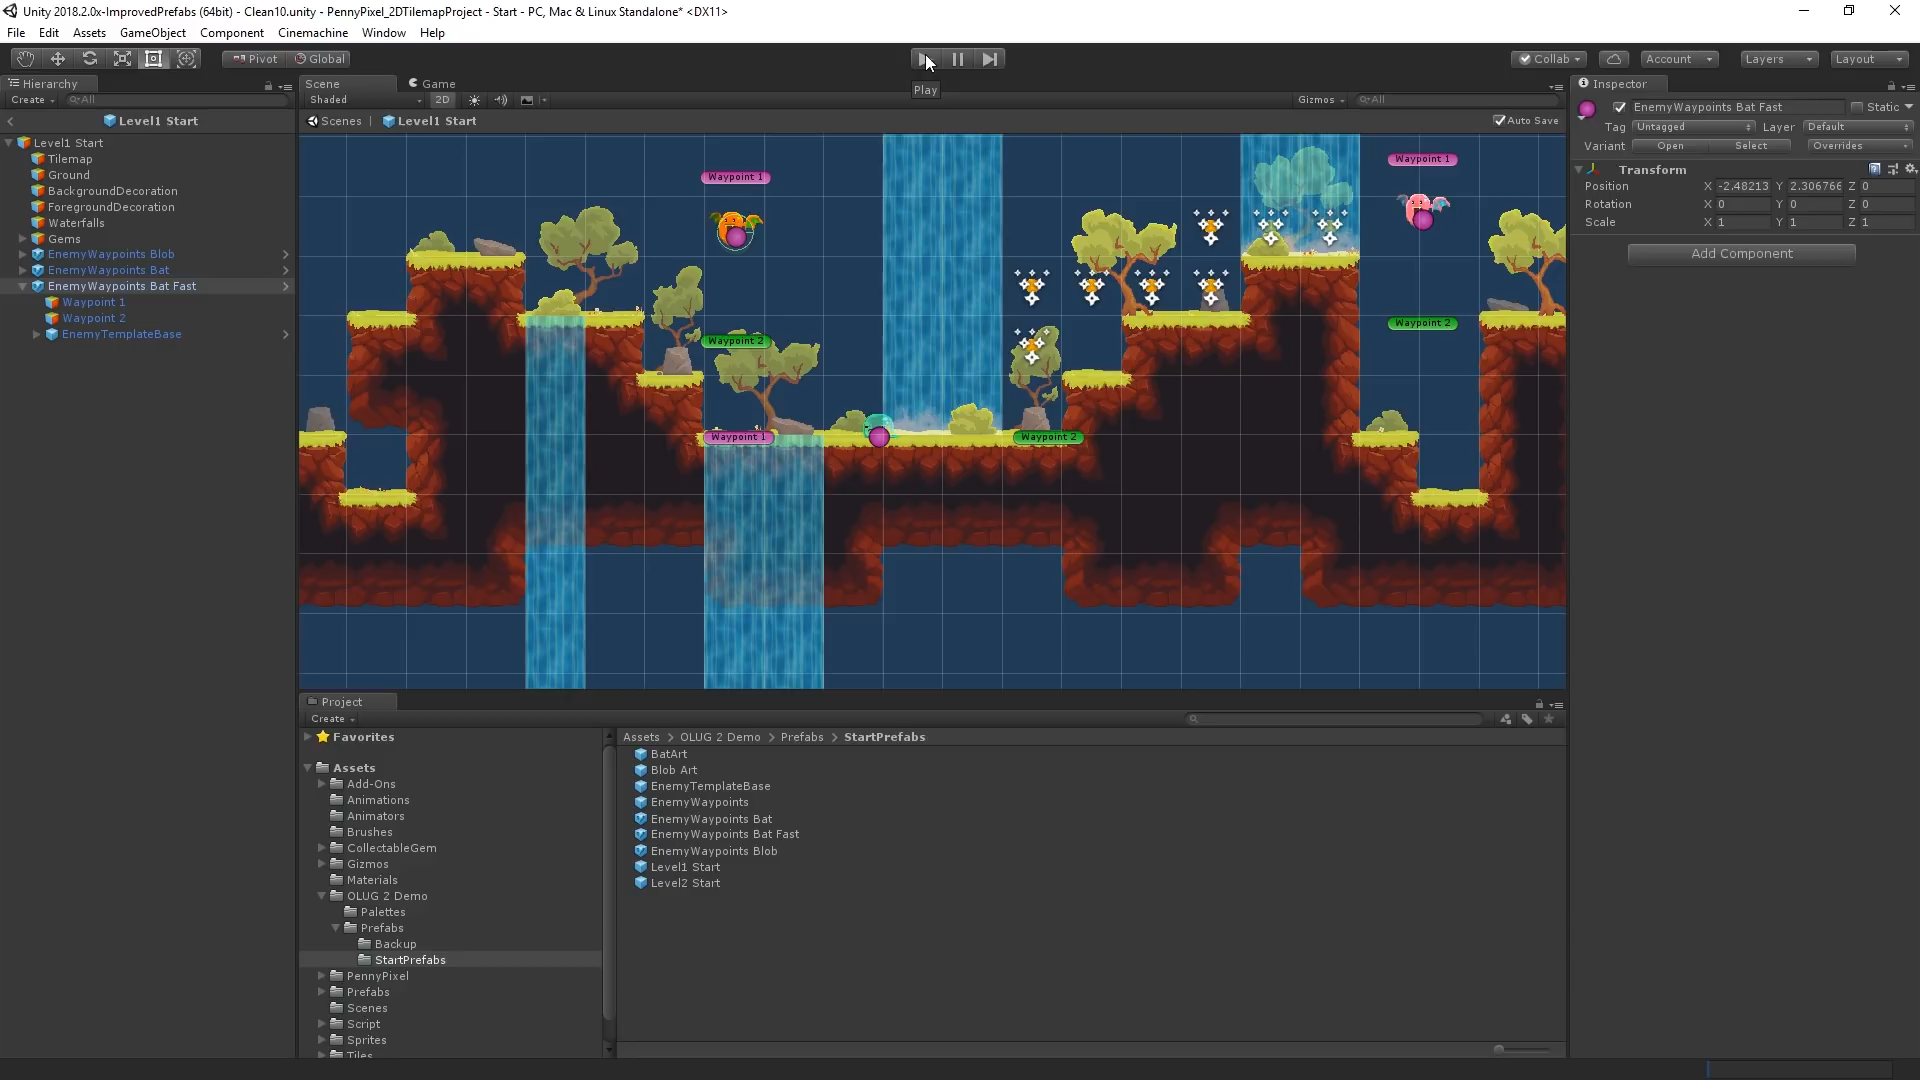 Unity 2018.2.0x-ImprovedPrefabs (64bit) - Clean10.unity - PennyPixel_2DTilemapProject - Start - PC, Mac & Linux Standalone* <DX11>
File Edit Assets GameObject Component Cinemachine Window Help
Pivot Global Collab Account Layers Layout
Play
Hierarchy
Create All
Level1 Start
Level1 Start
Tilemap
Ground
BackgroundDecoration
ForegroundDecoration
Waterfalls
Gems
EnemyWaypoints Blob
EnemyWaypoints Bat
EnemyWaypoints Bat Fast
Waypoint 1
Waypoint 2
EnemyTemplateBase
Scene Game
Shaded 2D Gizmos All
Scenes Level1 Start Auto Save
Waypoint 1
Waypoint 1
Waypoint 2
Waypoint 2
Waypoint 1
Waypoint 2
Inspector
EnemyWaypoints Bat Fast Static
Tag Untagged Layer Default
Variant Open Select Overrides
Transform
Position X -2.48213 Y 2.306766 Z 0
Rotation X 0 Y 0 Z 0
Scale X 1 Y 1 Z 1
Add Component
Project
Create
Favorites
Assets
Add-Ons
Animations
Animators
Brushes
CollectableGem
Gizmos
Materials
OLUG 2 Demo
Palettes
Prefabs
Backup
StartPrefabs
PennyPixel
Prefabs
Scenes
Script
Sprites
Tiles
Assets > OLUG 2 Demo > Prefabs > StartPrefabs
BatArt
Blob Art
EnemyTemplateBase
EnemyWaypoints
EnemyWaypoints Bat
EnemyWaypoints Bat Fast
EnemyWaypoints Blob
Level1 Start
Level2 Start